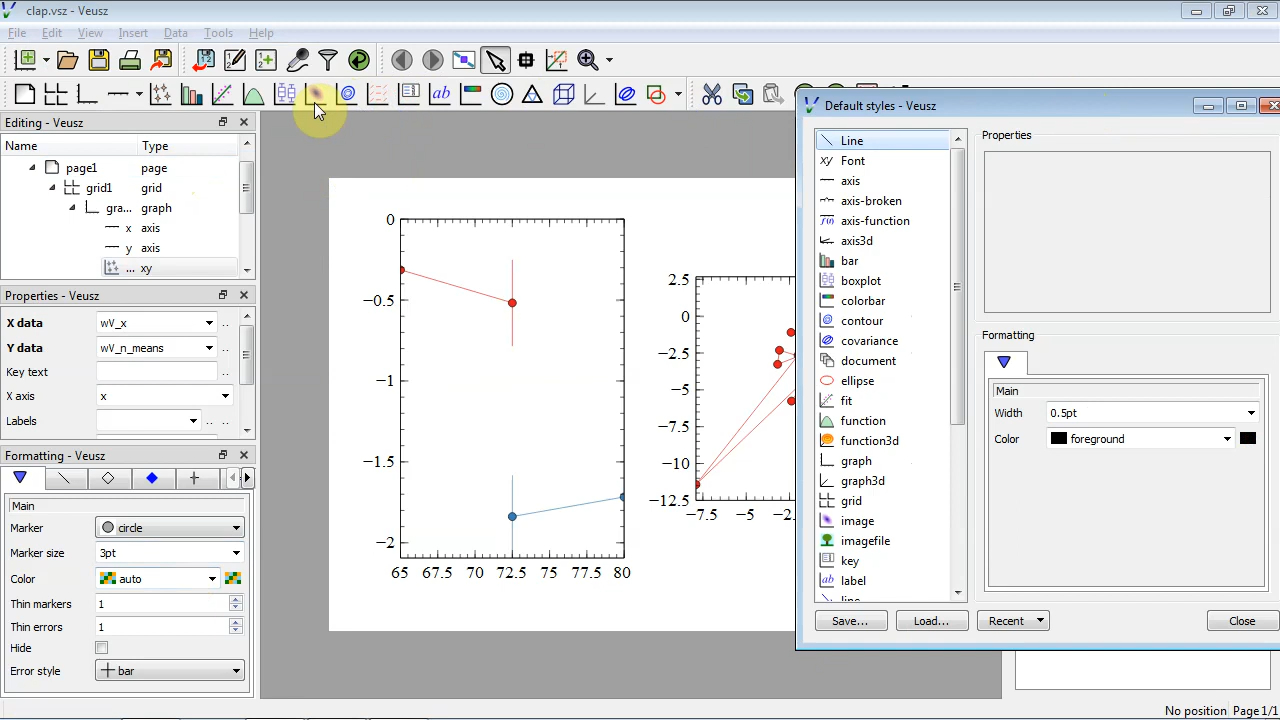 clap.vsz - Veusz
File Edit View Insert Data Tools Help
Editing - Veusz
Name Type
page1 page
grid1 grid
gra... graph
x axis
y axis
... xy
Properties - Veusz
X data wV_x
Y data wV_n_means
Key text
X axis x
Labels
Formatting - Veusz
Main
Marker circle
Marker size 3pt
Color auto
Thin markers 1
Thin errors 1
Hide
Error style bar
0
−0.5
−1
−1.5
−2
65 67.5 70 72.5 75 77.5 80
2.5
0
−2.5
−5
−7.5
−10
−12.5
−7.5 −5
Default styles - Veusz
Line
Font
axis
axis-broken
axis-function
axis3d
bar
boxplot
colorbar
contour
covariance
document
ellipse
fit
function
function3d
graph
graph3d
grid
image
imagefile
key
label
Properties
Formatting
Main
Width 0.5pt
Color foreground
Save... Load... Recent Close
No position Page1/1